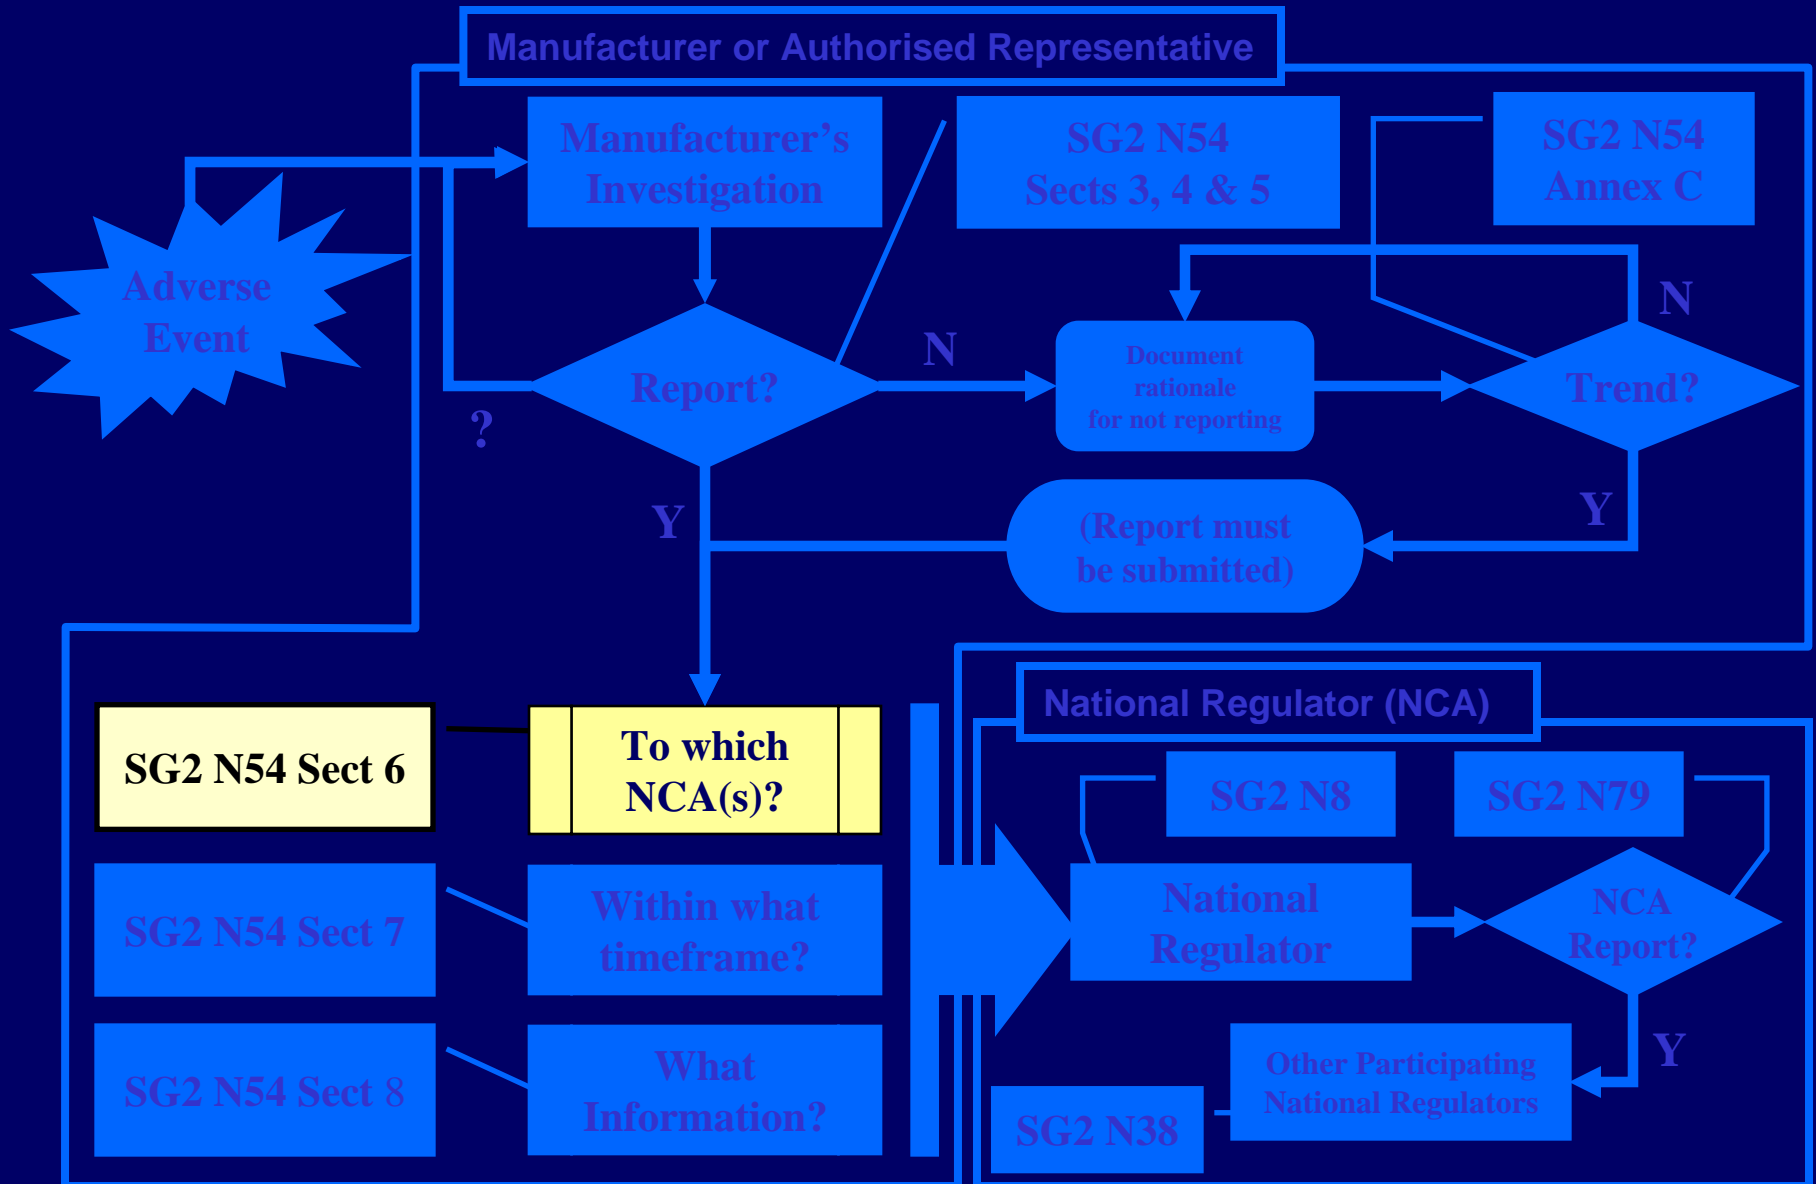 Manufacturer or Authorised Representative
Manufacturer's
Investigation
SG2 N54
Sects 3, 4 & 5
SG2 N54
Annex C
Adverse
Event
Report?
?
N
Document
rationale
for not reporting
Trend?
N
Y
Y
(Report must
be submitted)
SG2 N54 Sect 6
To which
NCA(s)?
SG2 N54 Sect 7
Within what
timeframe?
SG2 N54 Sect 8
What
Information?
National Regulator (NCA)
SG2 N8
SG2 N79
National
Regulator
NCA
Report?
Y
Other Participating
National Regulators
SG2 N38